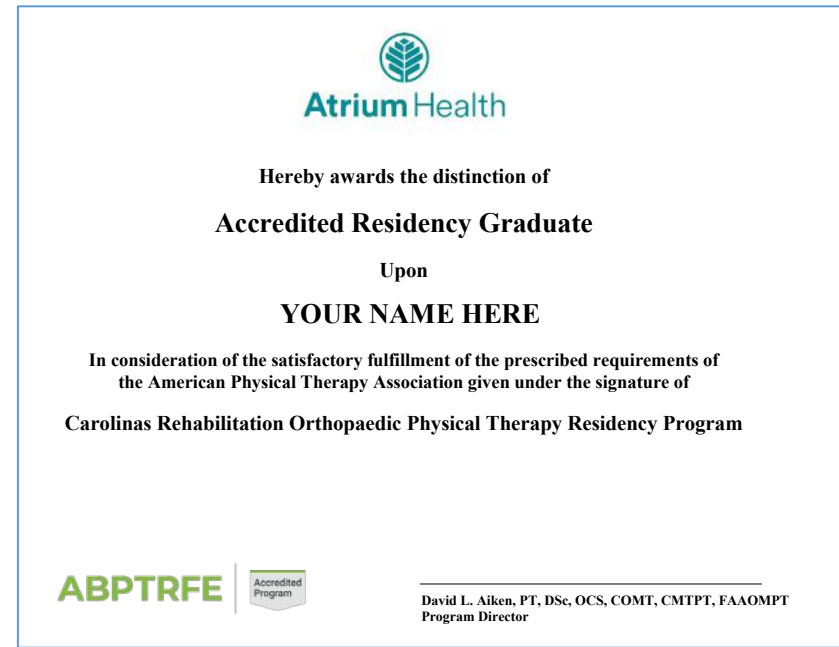 Atrium Health
Hereby awards the distinction of
Accredited Residency Graduate
Upon
YOUR NAME HERE
In consideration of the satisfactory fulfillment of the prescribed requirements of
the American Physical Therapy Association given under the signature of
Carolinas Rehabilitation Orthopaedic Physical Therapy Residency Program
ABPTRFE
Accredited
Program
David L. Aiken, PT, DSc, OCS, COMT, CMTPT, FAAOMPT
Program Director